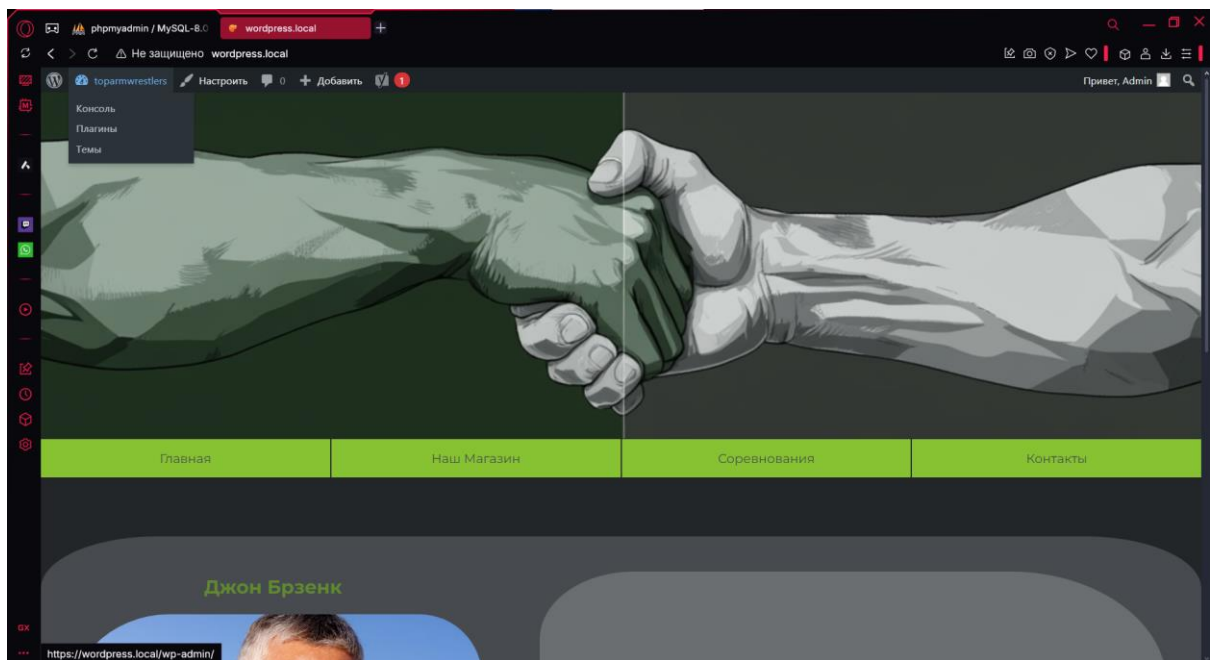 phpmyadmin / MySQL-8.0
wordpress.local
Не защищено wordpress.local
toparmwrestlers Настроить 0 Добавить 1 Привет, Admin
Консоль
Плагины
Темы
Главная Наш Магазин Соревнования Контакты
Джон Брзенк
GX
https://wordpress.local/wp-admin/